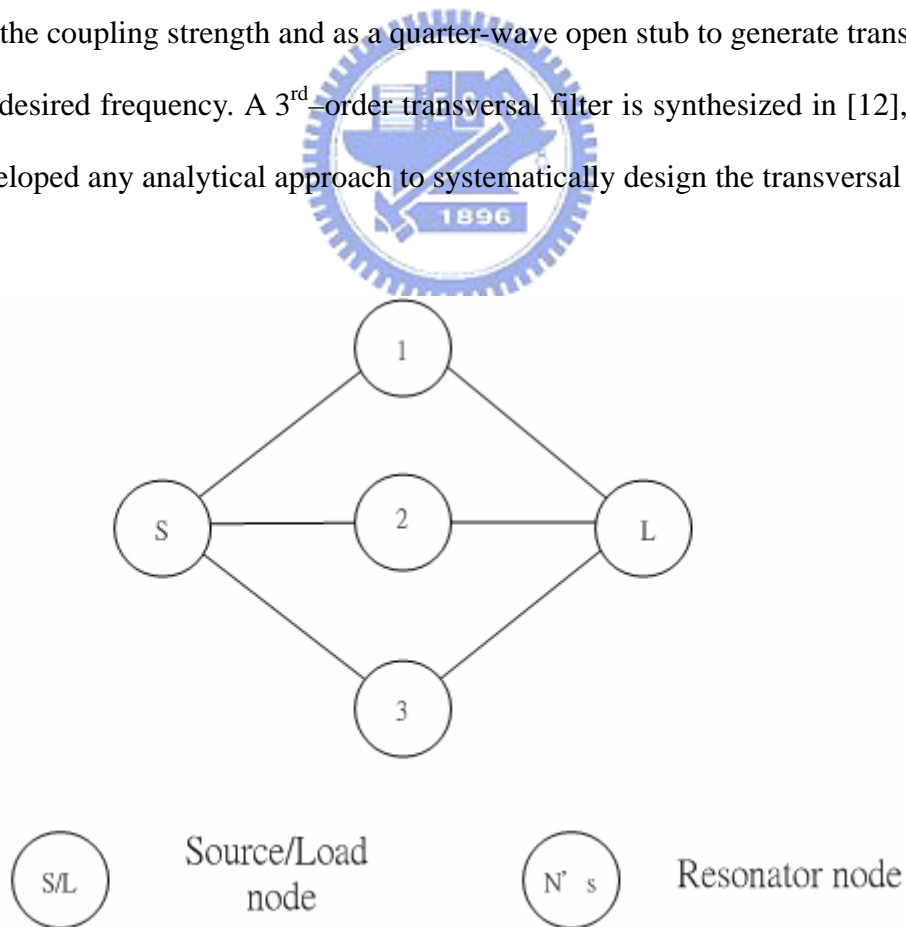 the coupling strength and as a quarter-wave open stub to generate trans
desired frequency. A 3rd–order transversal filter is synthesized in [12],
eloped any analytical approach to systematically design the transversal
1896
1
S
2
L
3
S/L
Source/Load
node
N' s
Resonator node